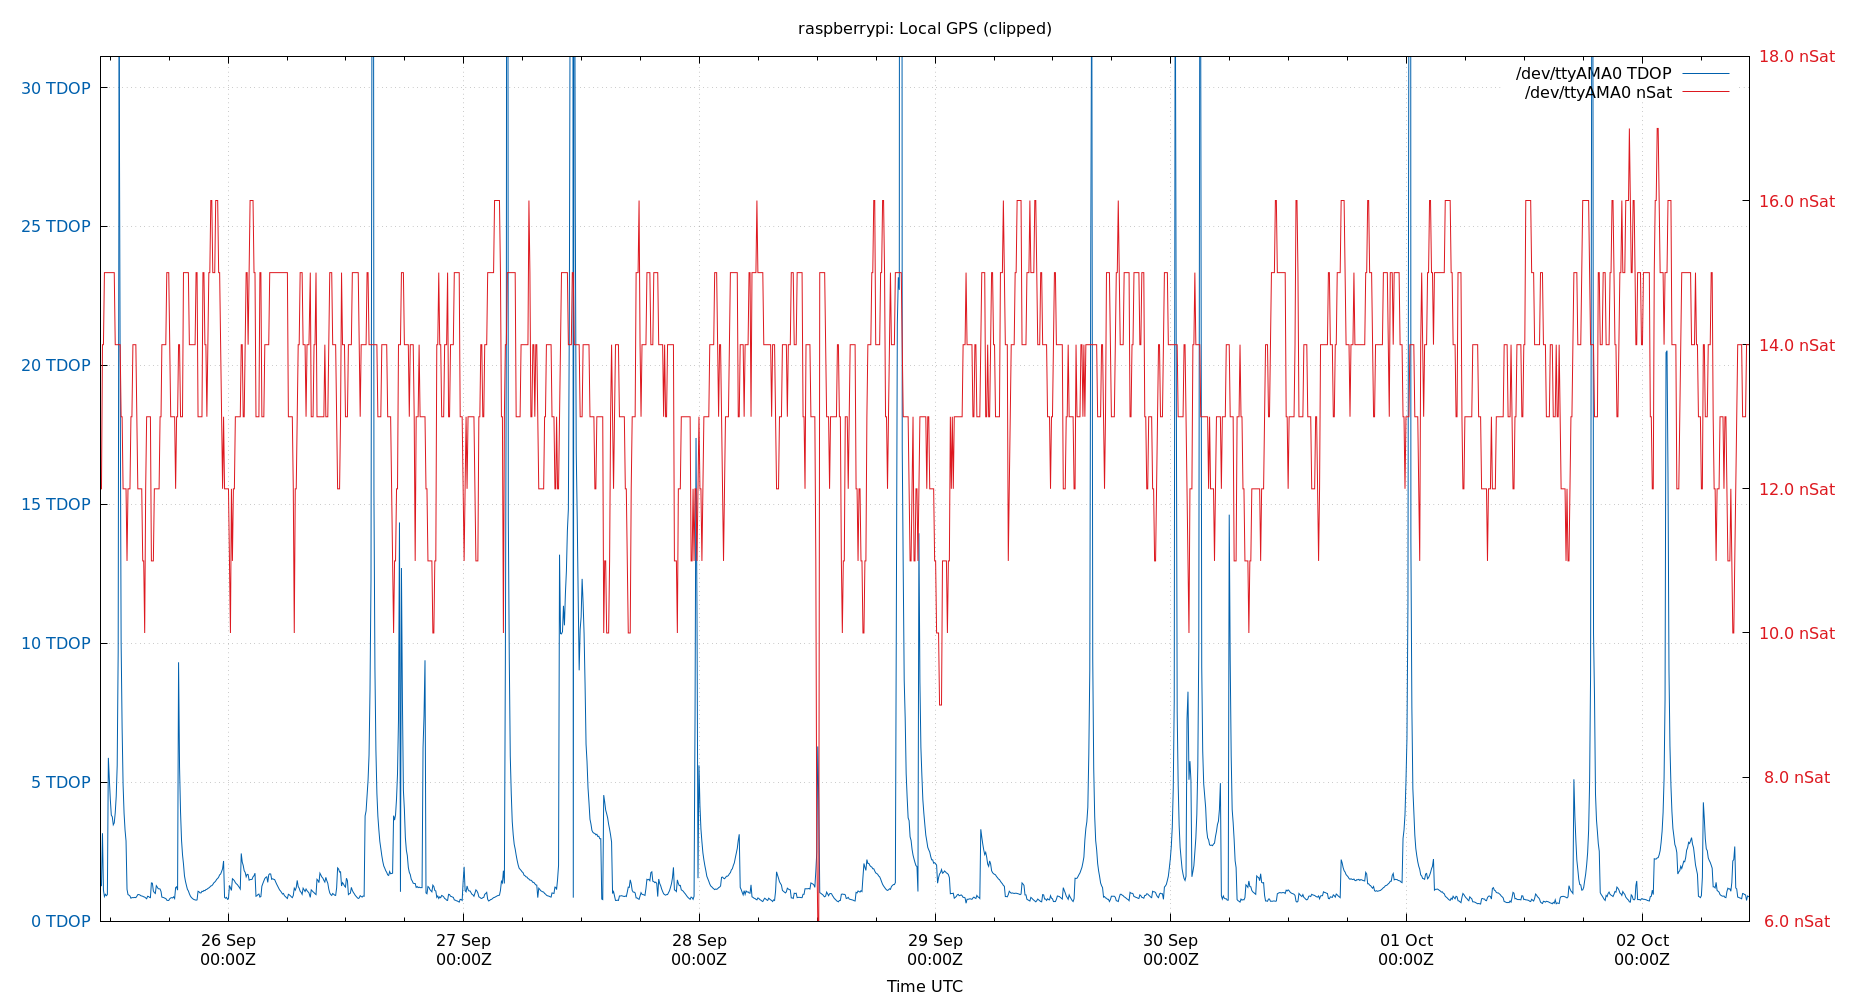 raspberrypi: Local GPS (clipped)
18.0 nSat
/dev/ttyAMA0 TDOP
30 TDOP
/dev/ttyAMA0 nSat
16.0 nSat
25 TDOP
14.0 nSat
20 TDOP
12.0 nSat
15 TDOP
10.0 nSat
10 TDOP
8.0 nSat
5 TDOP
0 TDOP
6.0 nSat
26 Sep 27 Sep 28 Sep 29 Sep 30 Sep 01 Oct 02 Oct
00:00Z 00:00Z 00:00Z 00:00Z 00:00Z 00:00Z 00:00Z
Time UTC